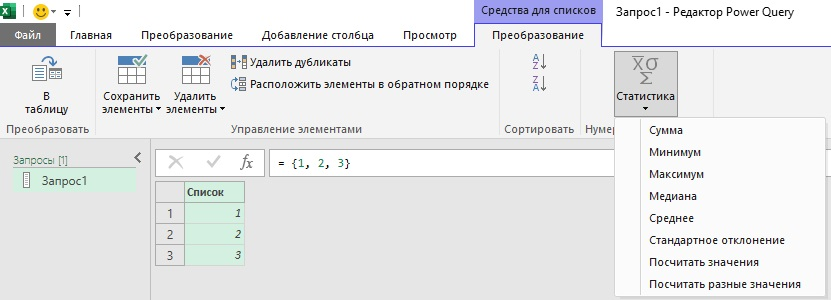 Средства для списков
Запрос1 - Редактор Power Query
Файл Главная Преобразование Добавление столбца Просмотр Преобразование
В таблицу
Сохранить элементы
Удалить элементы
Удалить дубликаты
Расположить элементы в обратном порядке
Статистика
Преобразовать Управление элементами Сортировать Нумер
Сумма
Минимум
Максимум
Медиана
Среднее
Стандартное отклонение
Посчитать значения
Посчитать разные значения
Запросы [1]
Запрос1
fx = {1, 2, 3}
Список
1 1
2 2
3 3